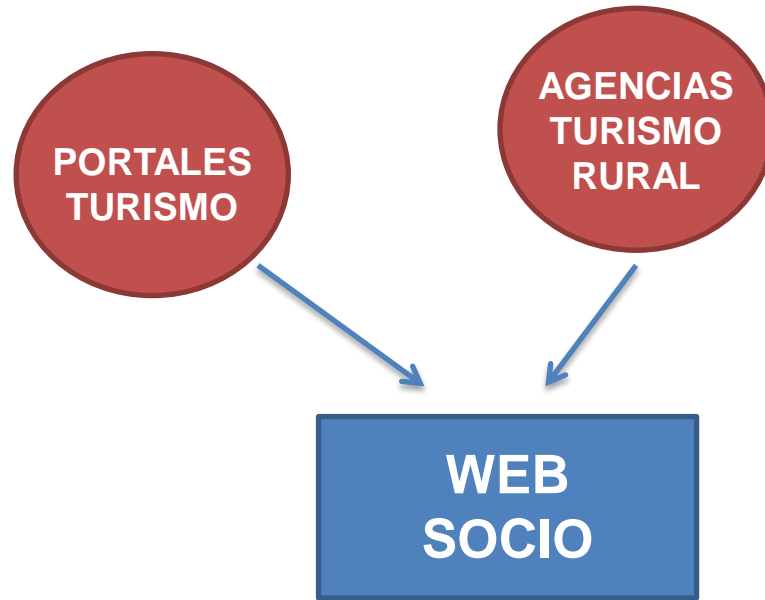 PORTALES
TURISMO
AGENCIAS
TURISMO
RURAL
WEB
SOCIO